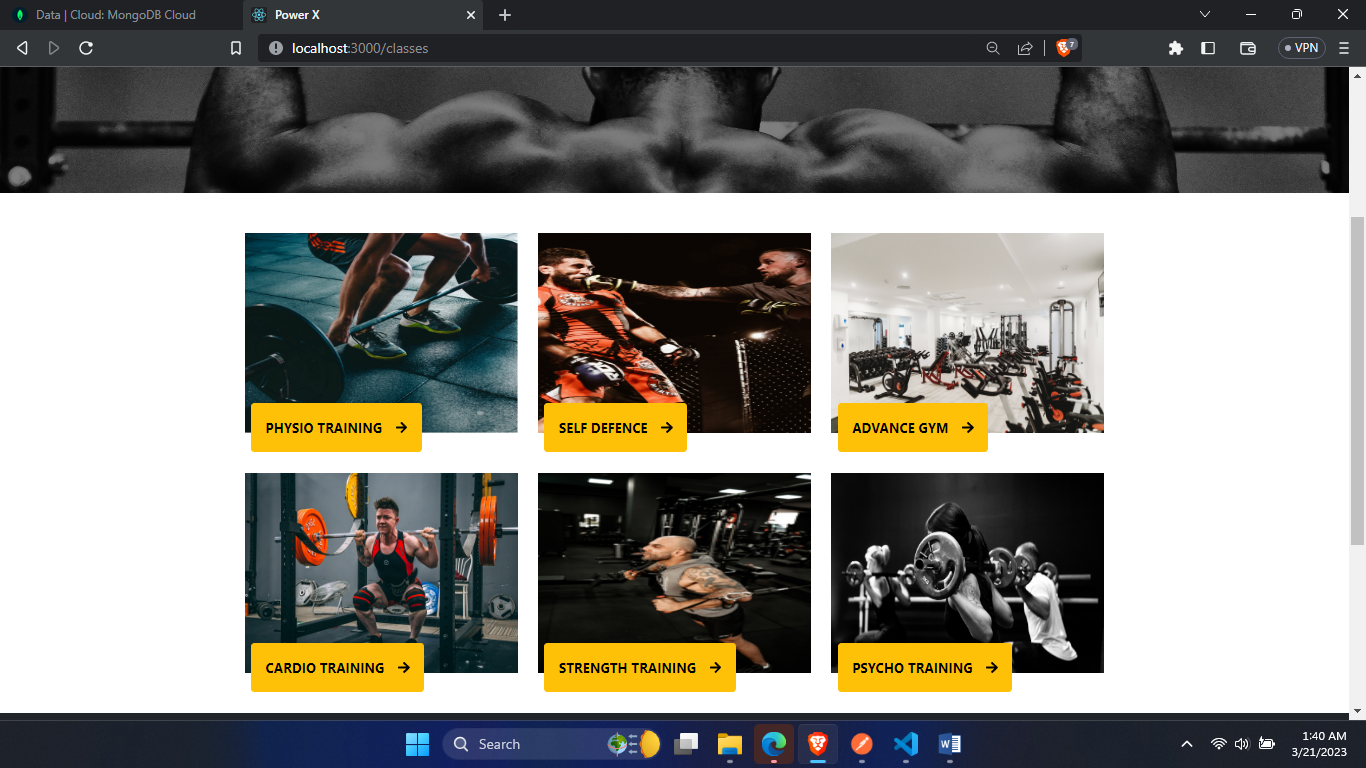 Data | Cloud: MongoDB Cloud
Power X
localhost:3000/classes
7
VPN
PHYSIO TRAINING
SELF DEFENCE
ADVANCE GYM
CARDIO TRAINING
STRENGTH TRAINING
PSYCHO TRAINING
Search
1:40 AM
3/21/2023